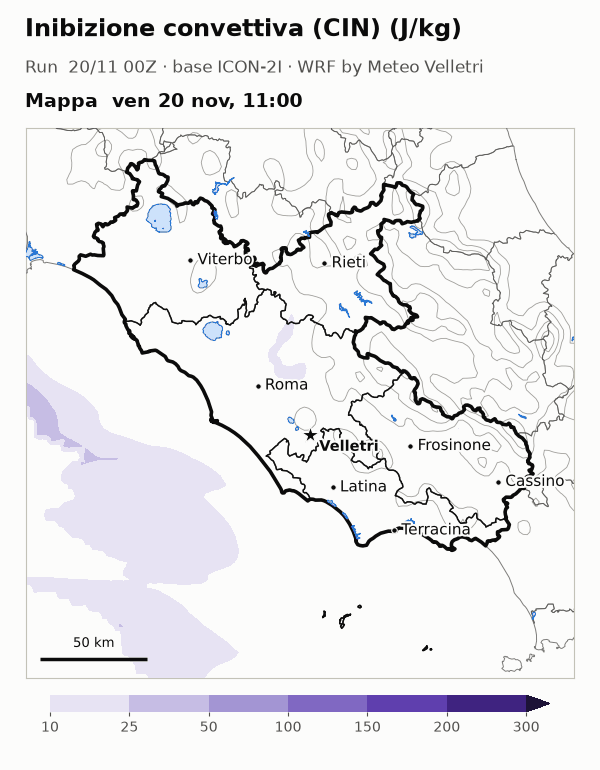 Inibizione convettiva (CIN) (J/kg)
Run  20/11 00Z · base ICON-2I · WRF by Meteo Velletri
Mappa  ven 20 nov, 11:00
Viterbo
Rieti
Roma
Velletri
Frosinone
Latina
Cassino
Terracina
50 km
10 25 50 100 150 200 300